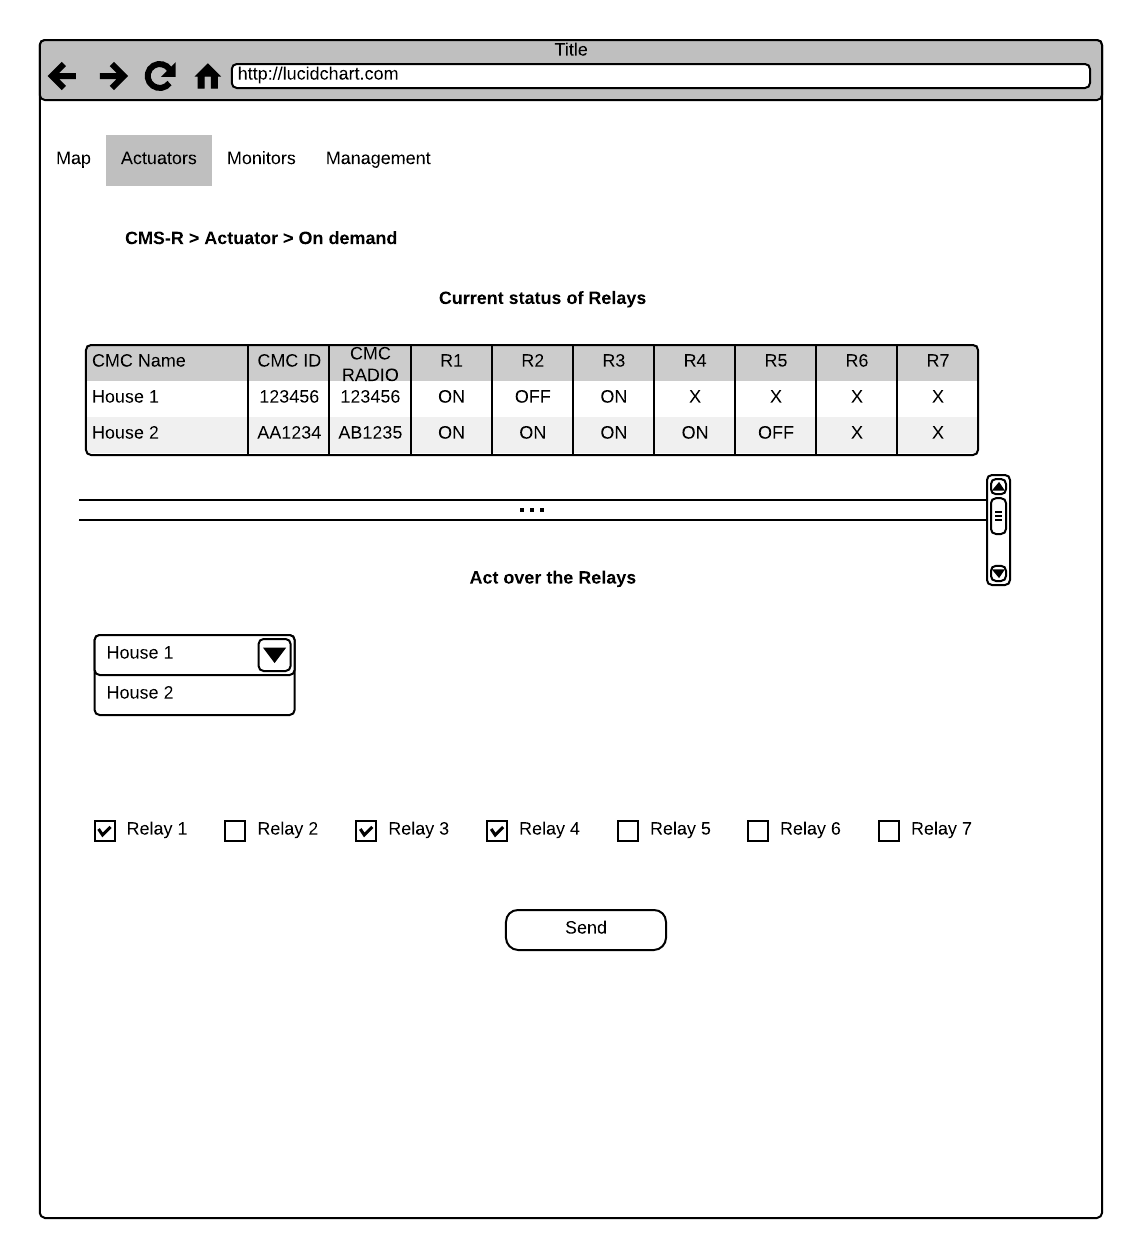 Title
http://lucidchart.com
Map Actuators Monitors Management
CMS-R > Actuator > On demand
Current status of Relays
CMC Name CMC ID CMC RADIO R1 R2 R3 R4 R5 R6 R7
House 1 123456 123456 ON OFF ON X X X X
House 2 AA1234 AB1235 ON ON ON ON OFF X X
...
Act over the Relays
House 1
House 2
Relay 1 Relay 2 Relay 3 Relay 4 Relay 5 Relay 6 Relay 7
Send